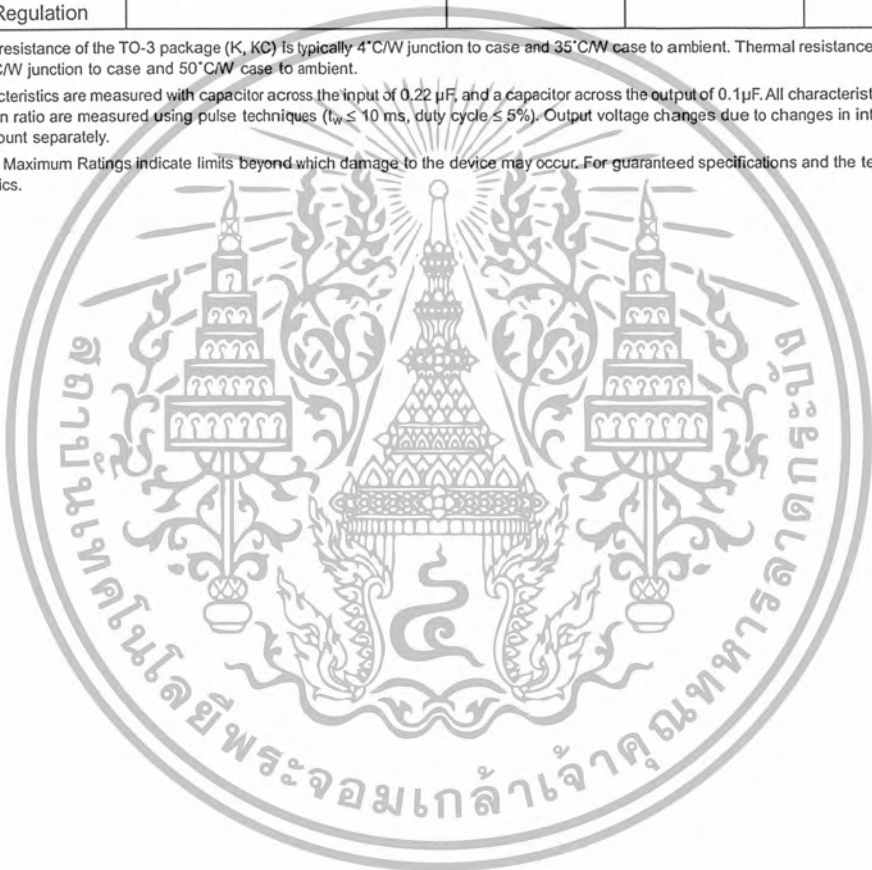 Regulation
resistance of the TO-3 package (K, KC) is typically 4°C/W junction to case and 35°C/W case to ambient. Thermal resistance
C/W junction to case and 50°C/W case to ambient.
cteristics are measured with capacitor across the input of 0.22 µF, and a capacitor across the output of 0.1µF. All characterist
n ratio are measured using pulse techniques (tw ≤ 10 ms, duty cycle ≤ 5%). Output voltage changes due to changes in int
ount separately.
Maximum Ratings indicate limits beyond which damage to the device may occur. For guaranteed specifications and the te
ics.
๔
สถาบันเทคโนโลยีพระจอมเกล้าเจ้าคุณทหารลาดกระบัง